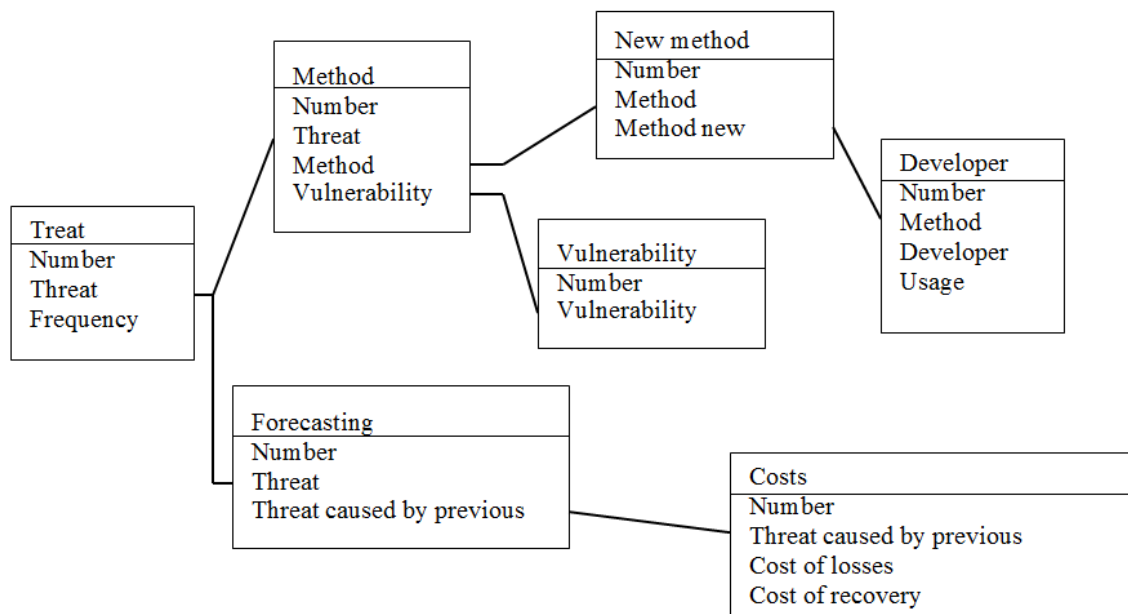 Treat
Number
Threat
Frequency
Method
Number
Threat
Method
Vulnerability
New method
Number
Method
Method new
Developer
Number
Method
Developer
Usage
Vulnerability
Number
Vulnerability
Forecasting
Number
Threat
Threat caused by previous
Costs
Number
Threat caused by previous
Cost of losses
Cost of recovery